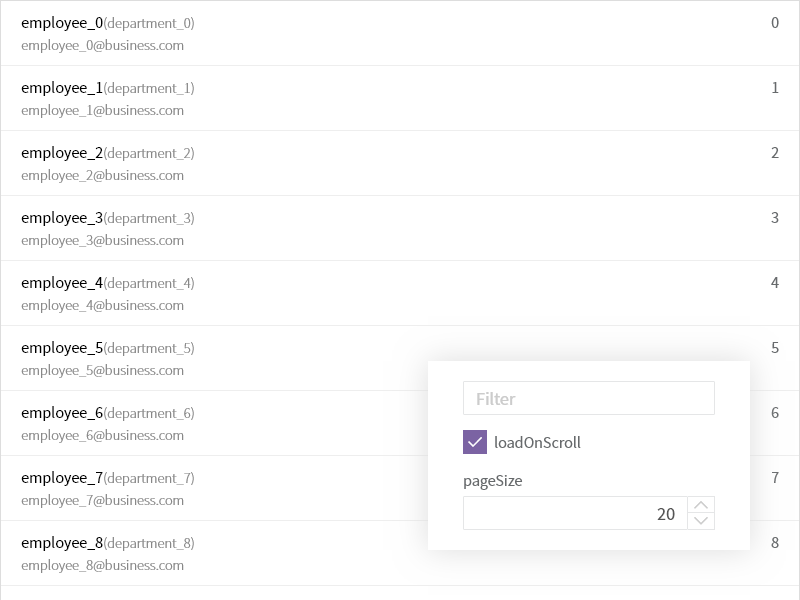 employee_0(department_0) 0
employee_0@business.com
employee_1(department_1) 1
employee_1@business.com
employee_2(department_2) 2
employee_2@business.com
employee_3(department_3) 3
employee_3@business.com
employee_4(department_4) 4
employee_4@business.com
employee_5(department_5) 5
employee_5@business.com
employee_6(department_6) 6
employee_6@business.com
employee_7(department_7) 7
employee_7@business.com
employee_8(department_8) 8
employee_8@business.com
Filter
loadOnScroll
pageSize
20